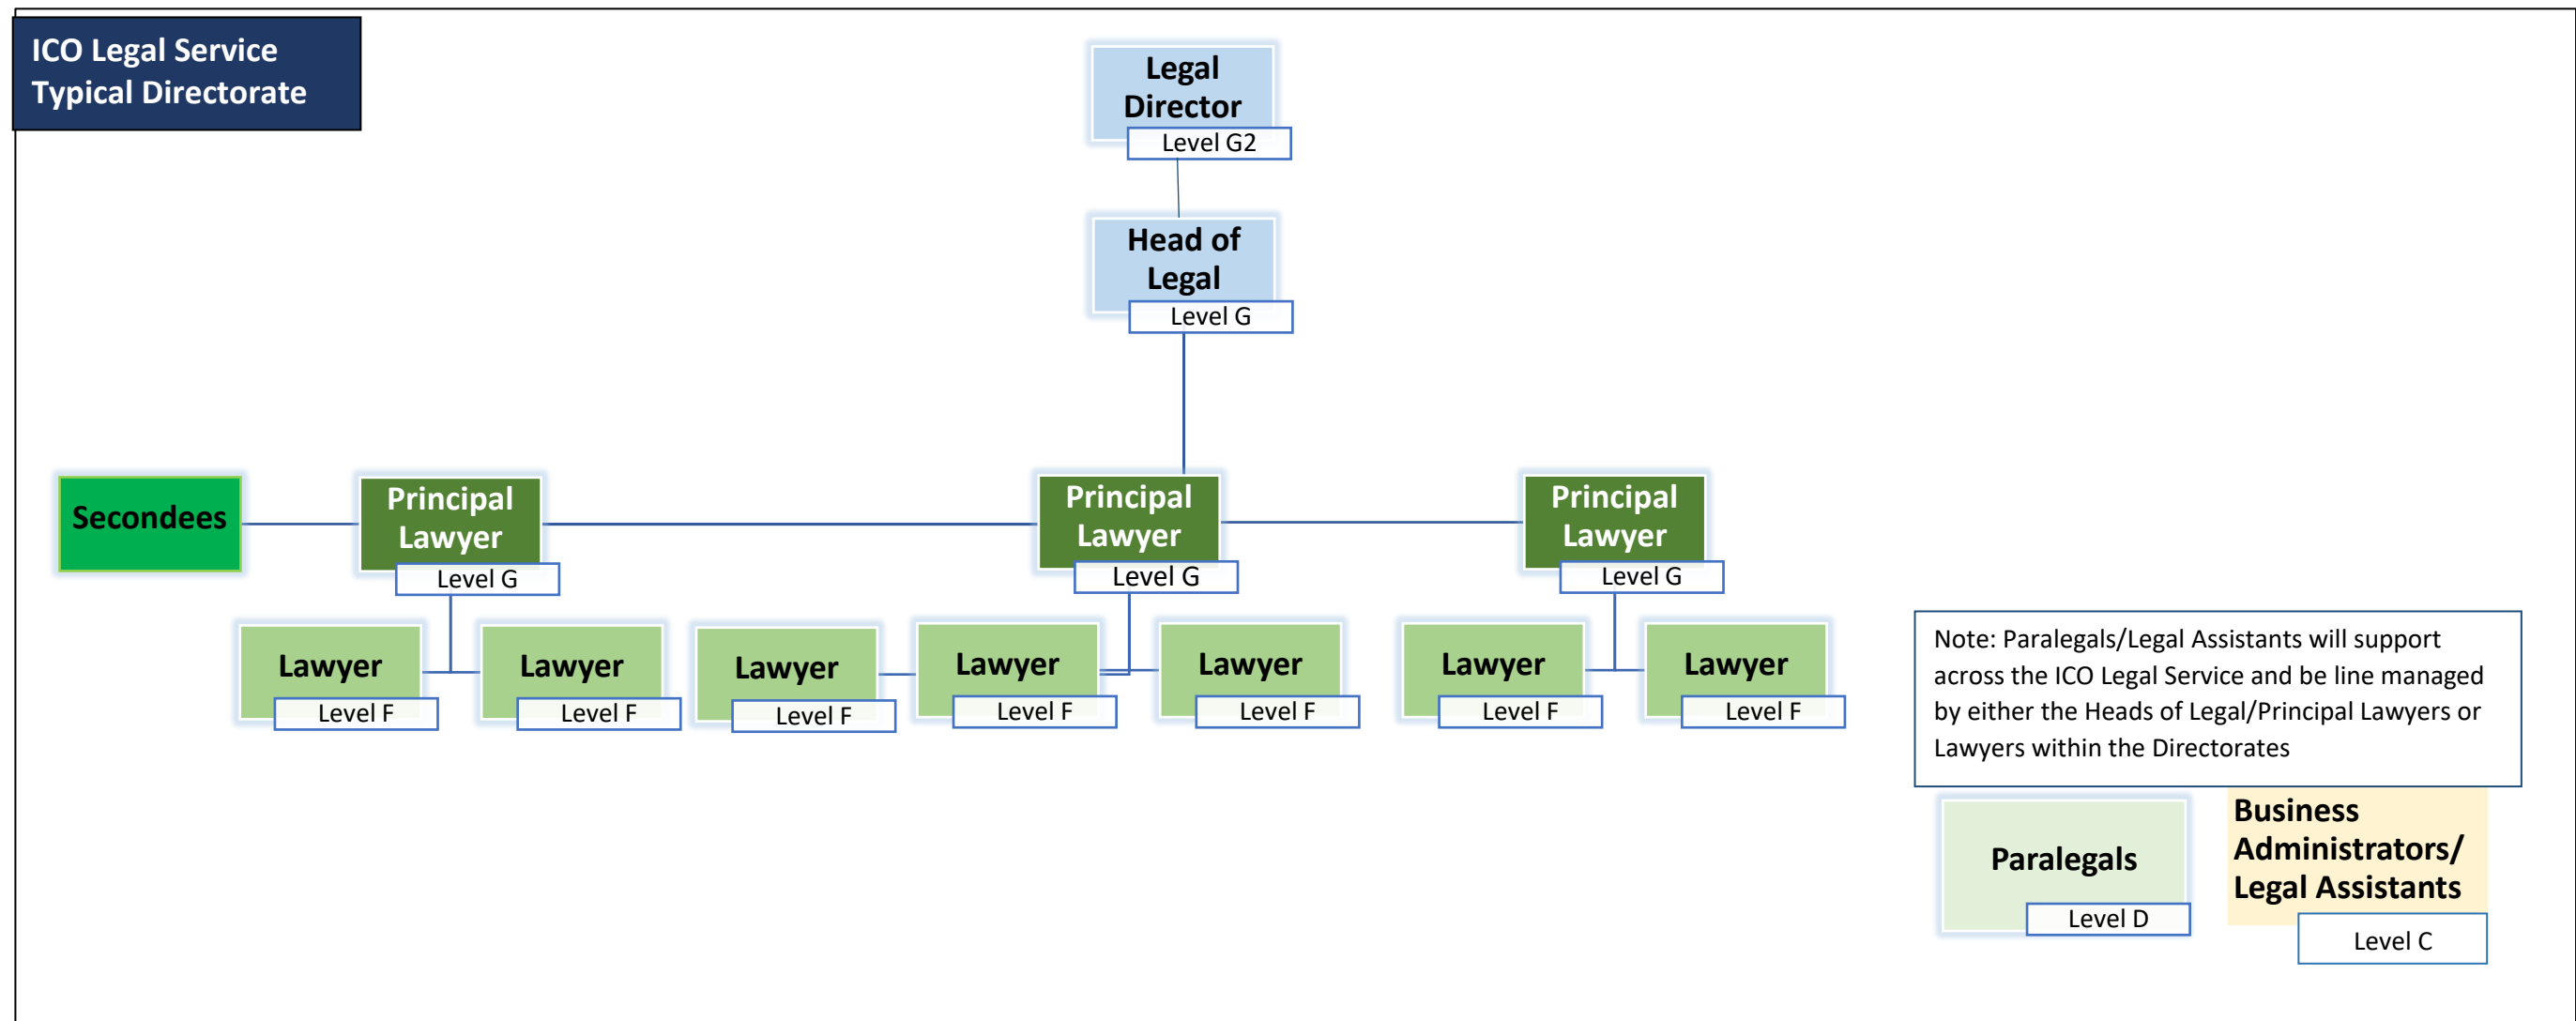 ICO Legal Service
Typical Directorate
Legal
Director
Level G2
Head of
Legal
Level G
Secondees
Principal
Lawyer
Level G
Principal
Lawyer
Level G
Principal
Lawyer
Level G
Lawyer
Level F
Lawyer
Level F
Lawyer
Level F
Lawyer
Level F
Lawyer
Level F
Lawyer
Level F
Lawyer
Level F
Note: Paralegals/Legal Assistants will support
across the ICO Legal Service and be line managed
by either the Heads of Legal/Principal Lawyers or
Lawyers within the Directorates
Paralegals
Level D
Business
Administrators/
Legal Assistants
Level C